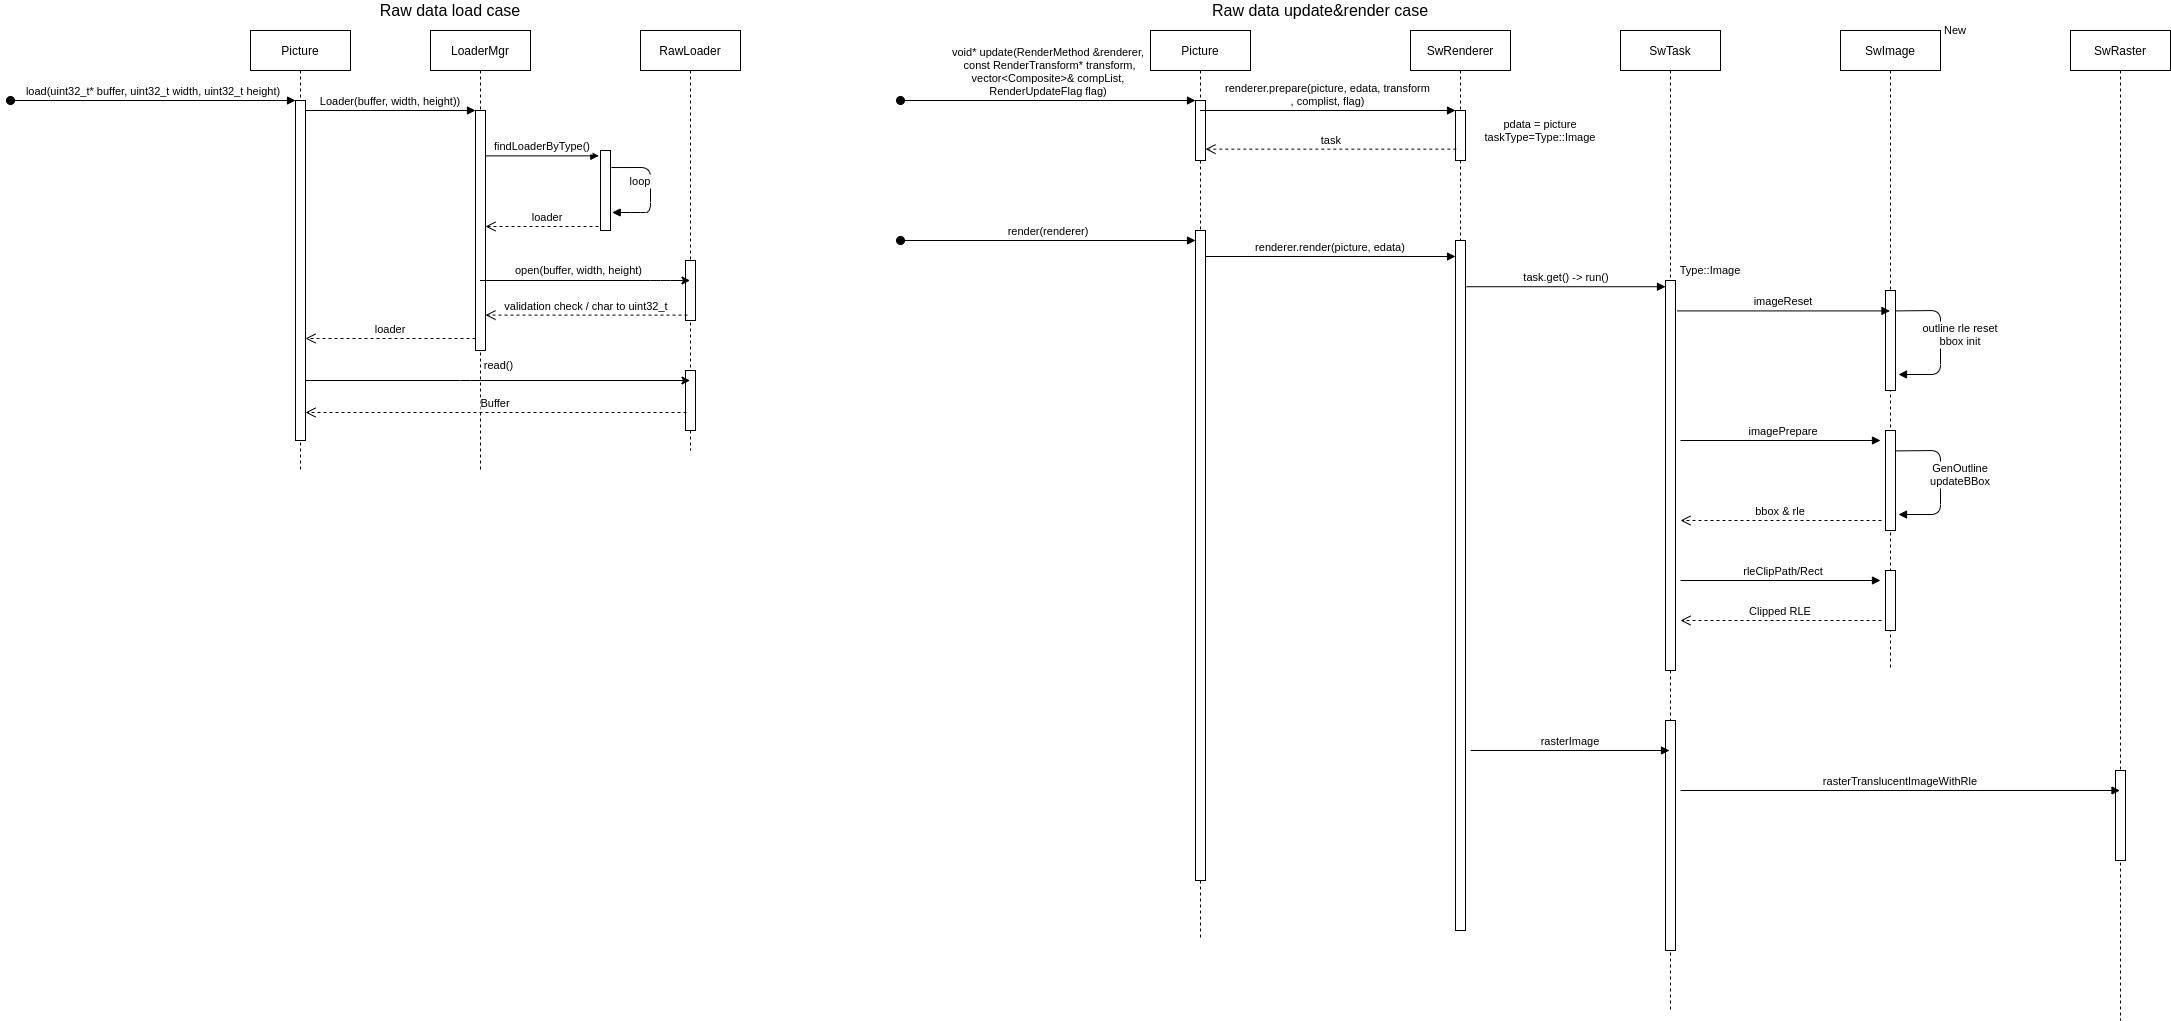 Raw data load case
Picture
LoaderMgr
RawLoader
load(uint32_t* buffer, uint32_t width, uint32_t height)
Loader(buffer, width, height))
findLoaderByType()
loop
loader
open(buffer, width, height)
validation check / char to uint32_t
loader
read()
Buffer
Raw data update&render case
New
Picture
SwRenderer
SwTask
SwImage
SwRaster
void* update(RenderMethod &renderer,
const RenderTransform* transform,
vector<Composite>& compList,
RenderUpdateFlag flag)
renderer.prepare(picture, edata, transform
, complist, flag)
pdata = picture
taskType=Type::Image
task
render(renderer)
renderer.render(picture, edata)
task.get() -> run()
Type::Image
imageReset
outline rle reset
bbox init
imagePrepare
GenOutline
updateBBox
bbox & rle
rleClipPath/Rect
Clipped RLE
rasterImage
rasterTranslucentImageWithRle